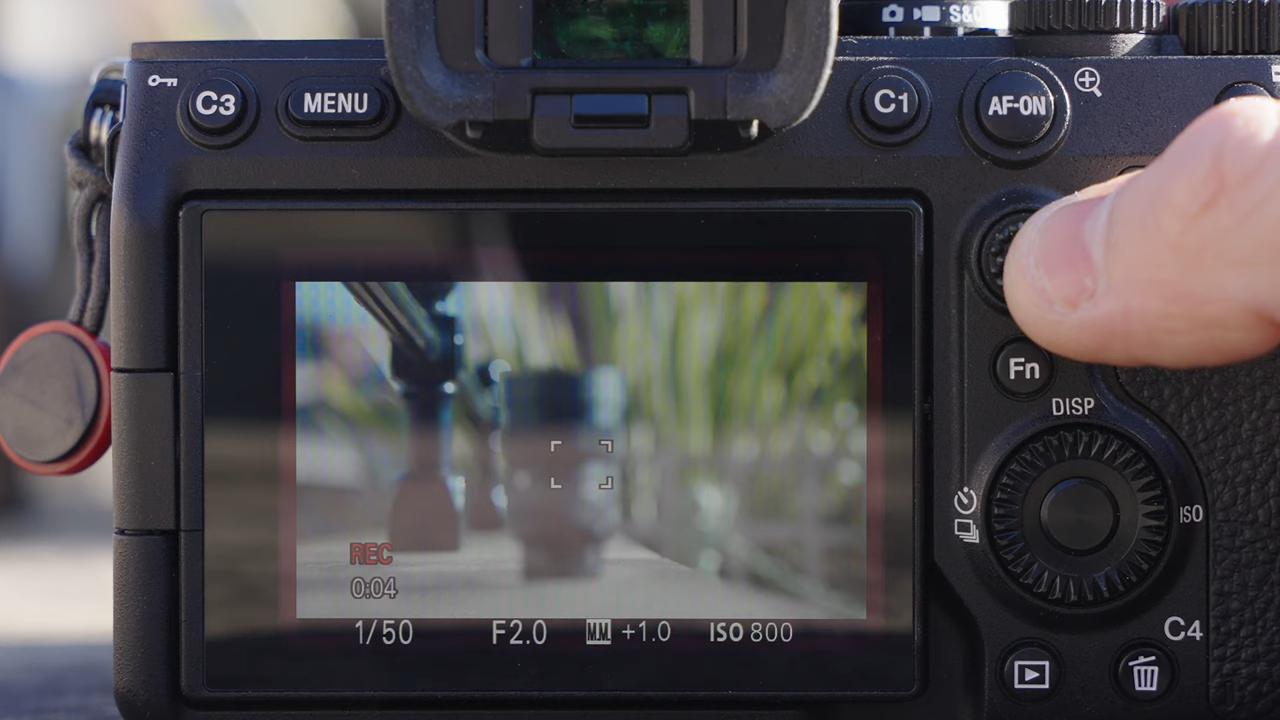 S&Q
C3
MENU
C1
AF-ON
Fn
DISP
ISO
REC
0:04
1/50
F2.0
M.M. +1.0
ISO 800
C4